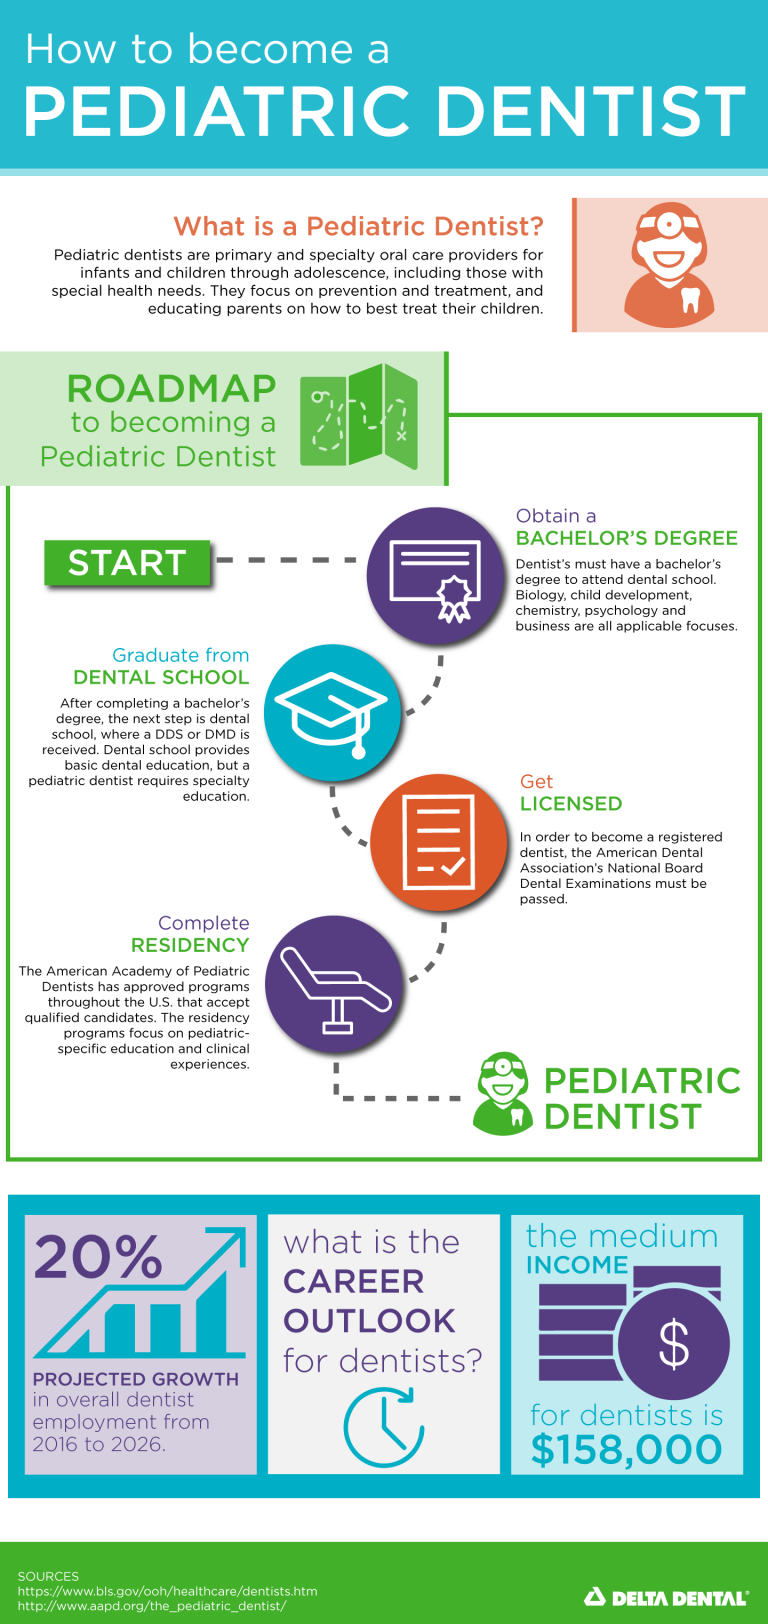 How to become a
PEDIATRIC DENTIST
What is a Pediatric Dentist?
Pediatric dentists are primary and specialty oral care providers for
infants and children through adolescence, including those with
special health needs. They focus on prevention and treatment, and
educating parents on how to best treat their children.
ROADMAP
to becoming a
Pediatric Dentist
START
Obtain a
BACHELOR'S DEGREE
Dentist's must have a bachelor's
degree to attend dental school.
Biology, child development,
chemistry, psychology and
business are all applicable focuses.
Graduate from
DENTAL SCHOOL
After completing a bachelor's
degree, the next step is dental
school, where a DDS or DMD is
received. Dental school provides
basic dental education, but a
pediatric dentist requires specialty
education.
Get
LICENSED
In order to become a registered
dentist, the American Dental
Association's National Board
Dental Examinations must be
passed.
Complete
RESIDENCY
The American Academy of Pediatric
Dentists has approved programs
throughout the U.S. that accept
qualified candidates. The residency
programs focus on pediatric-
specific education and clinical
experiences.
PEDIATRIC
DENTIST
20%
PROJECTED GROWTH
in overall dentist
employment from
2016 to 2026.
what is the
CAREER
OUTLOOK
for dentists?
the medium
INCOME
$
for dentists is
$158,000
SOURCES
https://www.bls.gov/ooh/healthcare/dentists.htm
http://www.aapd.org/the_pediatric_dentist/
DELTA DENTAL®